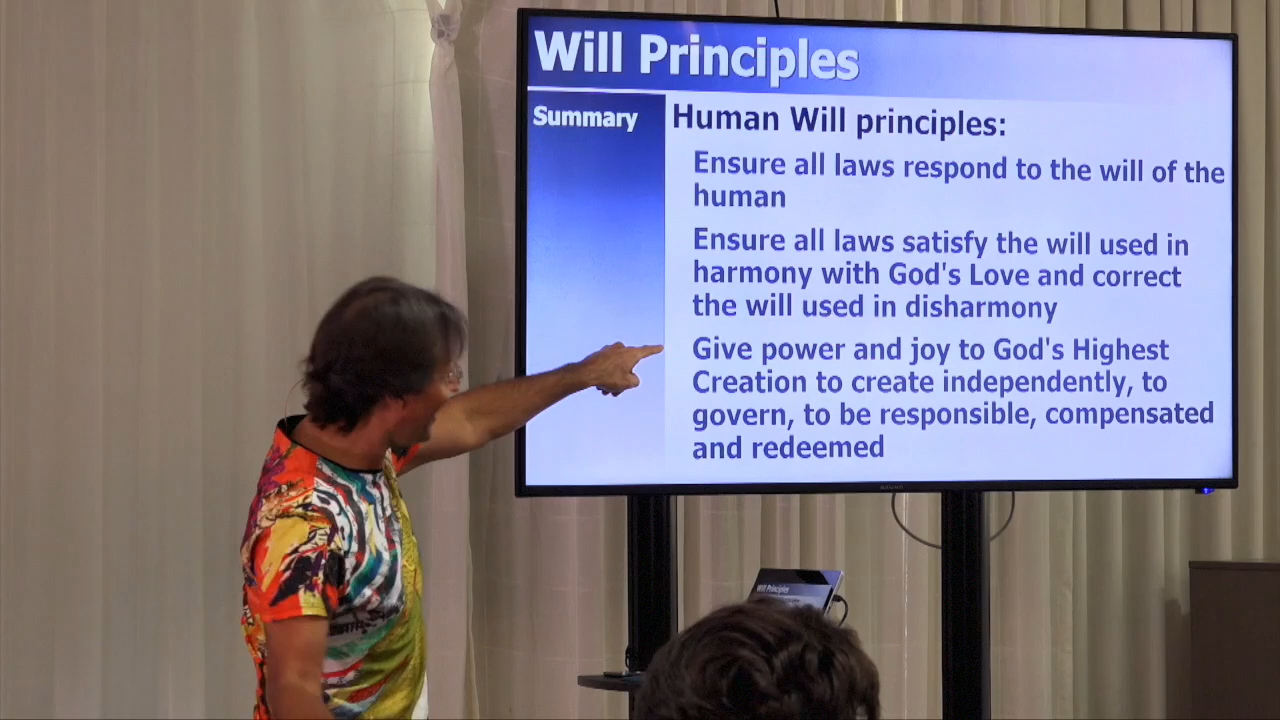 Will Principles
Summary
Human Will principles:
Ensure all laws respond to the will of the
human
Ensure all laws satisfy the will used in
harmony with God's Love and correct
the will used in disharmony
Give power and joy to God's Highest
Creation to create independently, to
govern, to be responsible, compensated
and redeemed
Will Principles